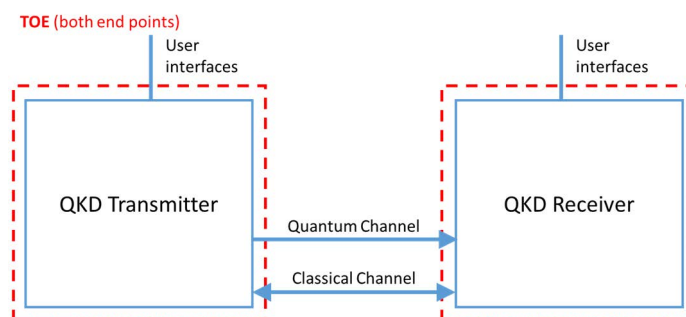 TOE (both end points)
User
interfaces
User
interfaces
QKD Transmitter
QKD Receiver
Quantum Channel
Classical Channel